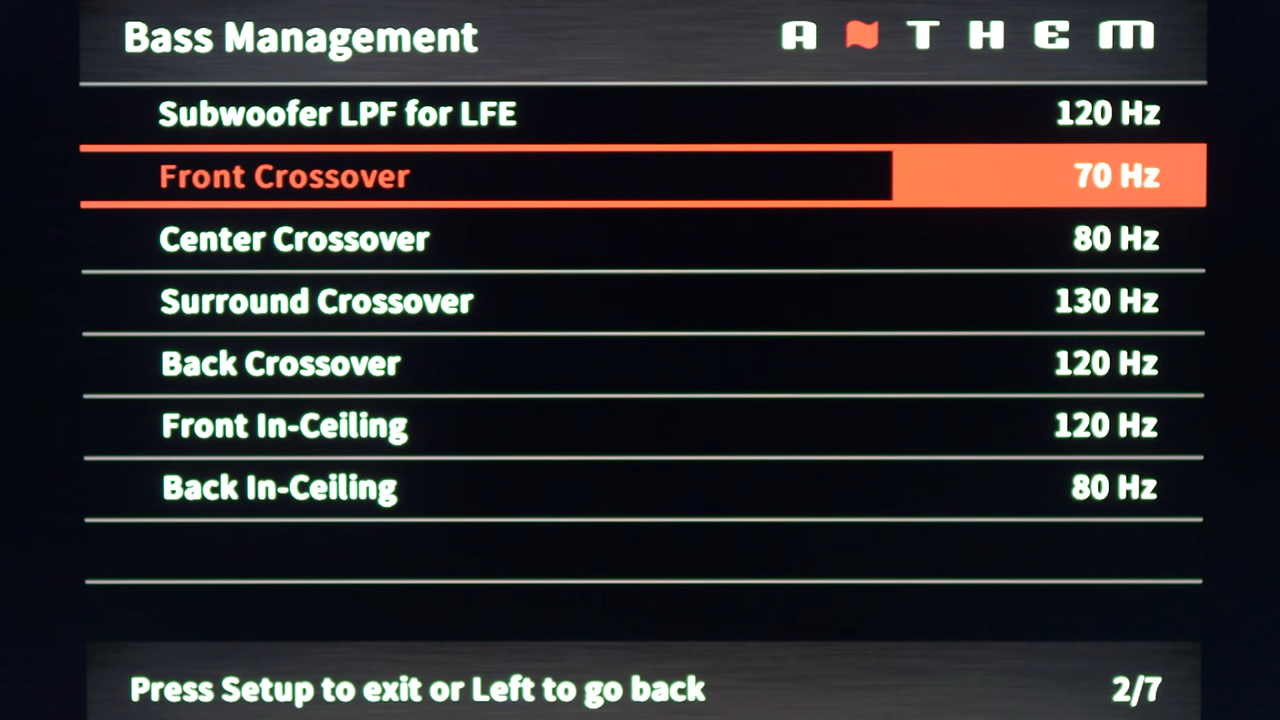 Bass Management
ANTHEM
Subwoofer LPF for LFE 120 Hz
Front Crossover 70 Hz
Center Crossover 80 Hz
Surround Crossover 130 Hz
Back Crossover 120 Hz
Front In-Ceiling 120 Hz
Back In-Ceiling 80 Hz
Press Setup to exit or Left to go back 2/7